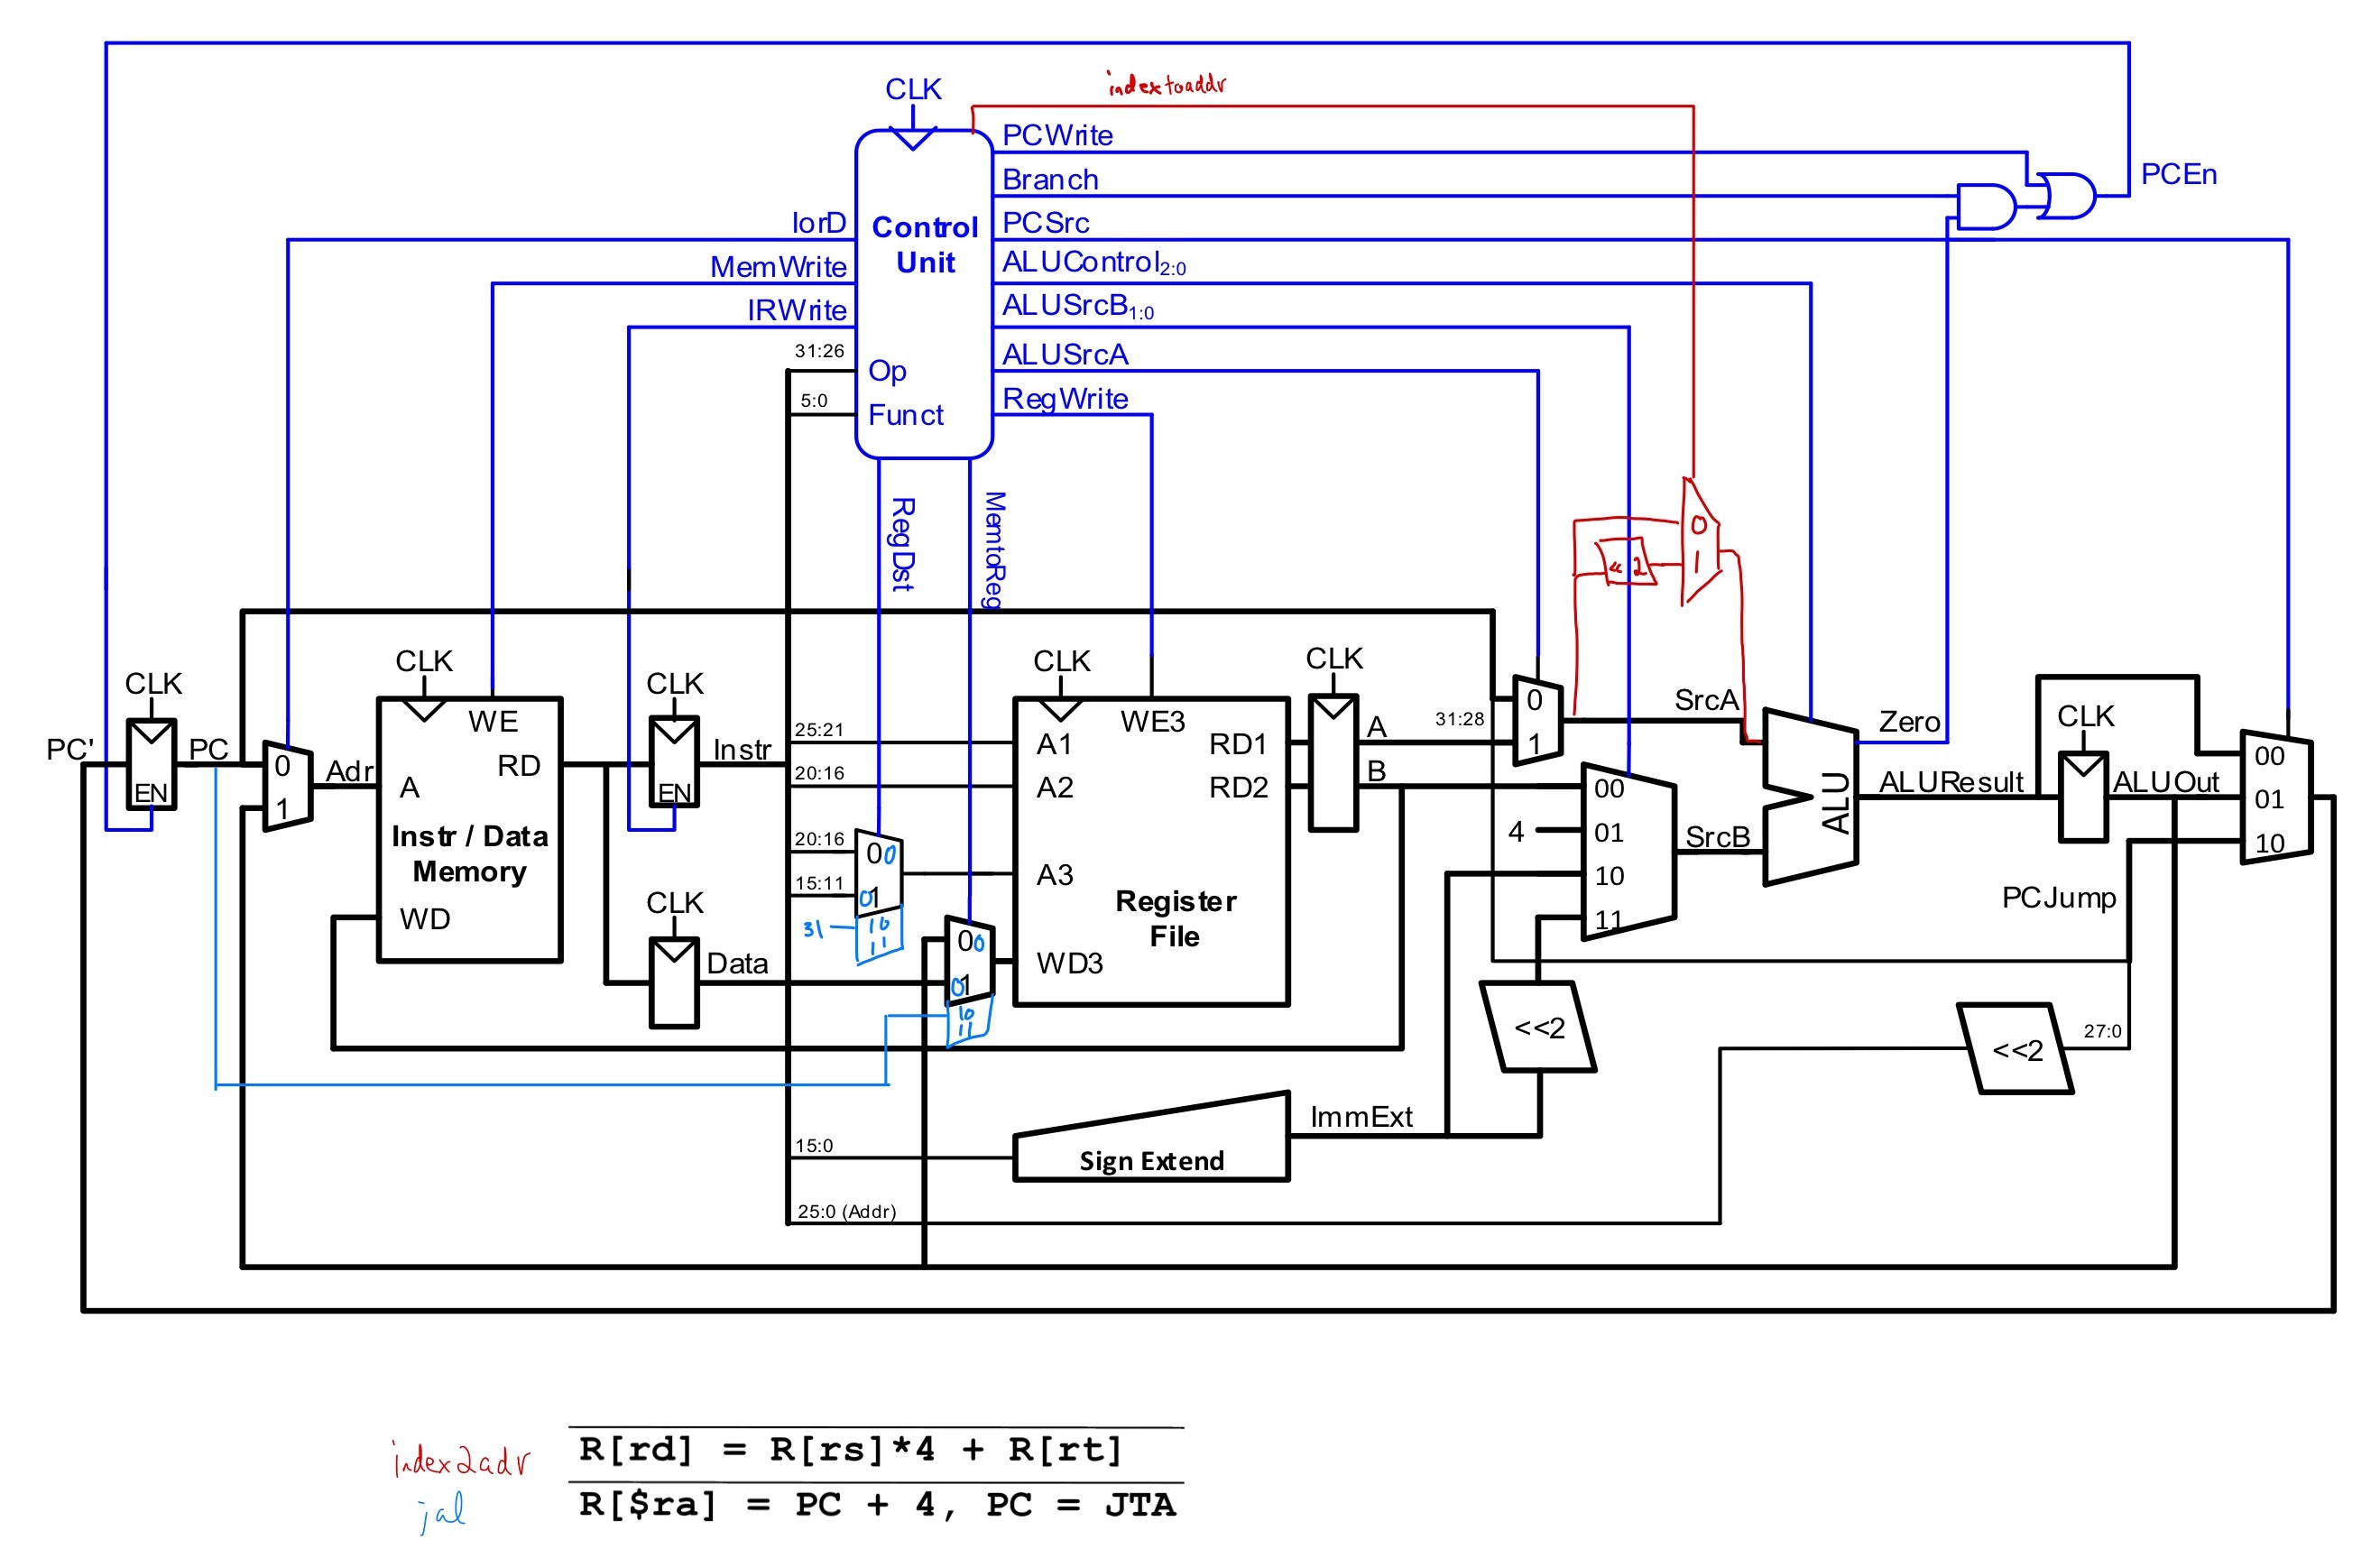 indextoaddr
CLK
PCWrite
Branch
PCEn
IorD
Control
Unit
PCSrc
MemWrite
ALUControl2:0
IRWrite
ALUSrcB1:0
31:26
Op
ALUSrcA
5:0
Funct
RegWrite
RegDst
MemtoReg
0
<< 2
1
CLK
CLK
CLK
CLK
CLK
PC'
EN
PC
0
1
Adr
WE
A
RD
Instr / Data
Memory
WD
EN
Instr
25:21
20:16
20:16
15:11
00
01
31
10
11
CLK
Data
00
01
10
11
WE3
A1
A2
A3
RD1
RD2
Register
File
WD3
A
B
31:28
0
1
SrcA
00
4
01
10
11
SrcB
ALU
Zero
ALUResult
CLK
ALUOut
00
01
10
PCJump
<<2
<<2
27:0
ImmExt
15:0
Sign Extend
25:0 (Addr)
index2adr
R[rd] = R[rs]*4 + R[rt]
jal
R[$ra] = PC + 4, PC = JTA